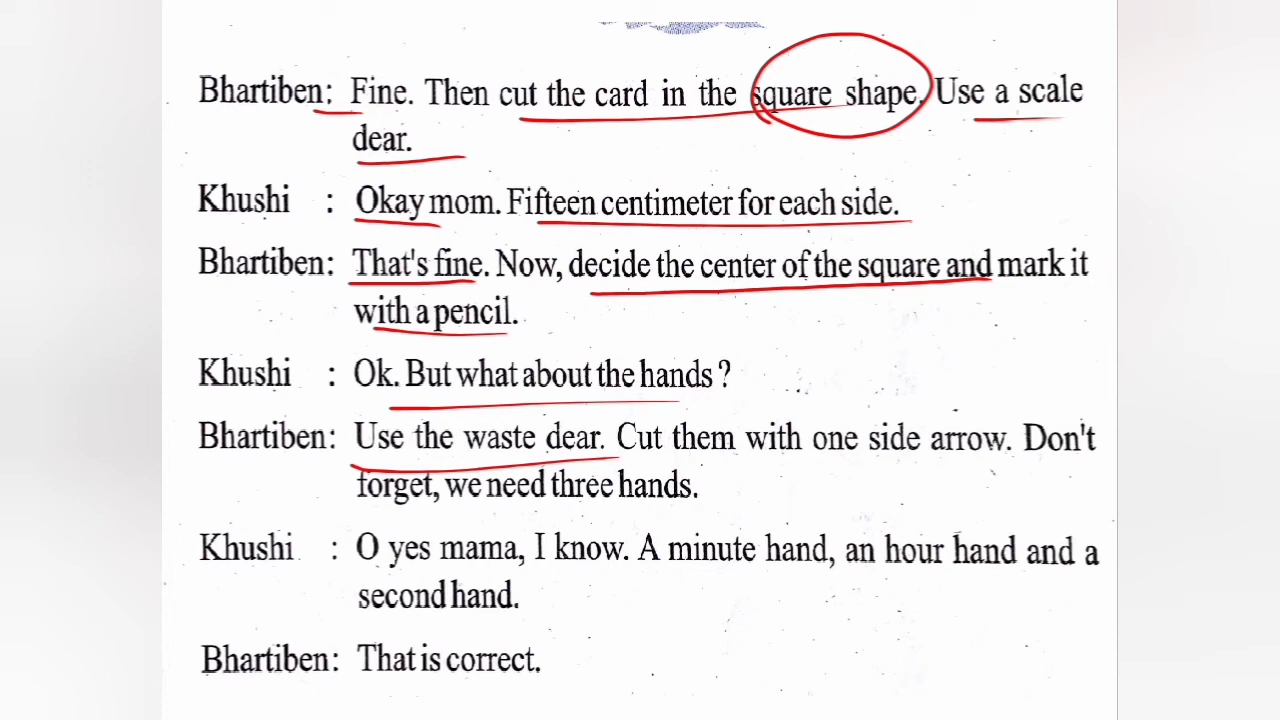 Bhartiben: Fine. Then cut the card in the square shape. Use a scale
dear.
Khushi : Okay mom. Fifteen centimeter for each side.
Bhartiben: That's fine. Now, decide the center of the square and mark it
with a pencil.
Khushi : Ok. But what about the hands ?
Bhartiben: Use the waste dear. Cut them with one side arrow. Don't
forget, we need three hands.
Khushi : O yes mama, I know. A minute hand, an hour hand and a
second hand.
Bhartiben: That is correct.